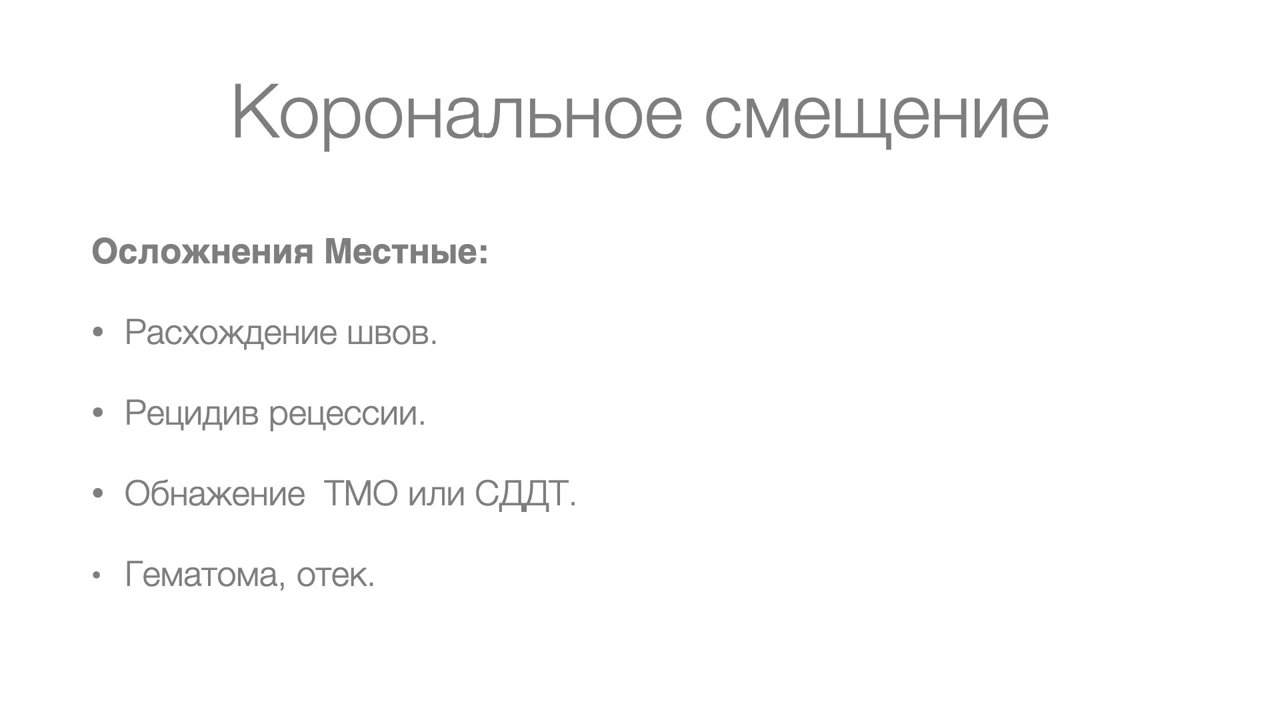 Корональное смещение
Осложнения Местные:
• Расхождение швов.
• Рецидив рецессии.
• Обнажение  ТМО или СДДТ.
• Гематома, отек.